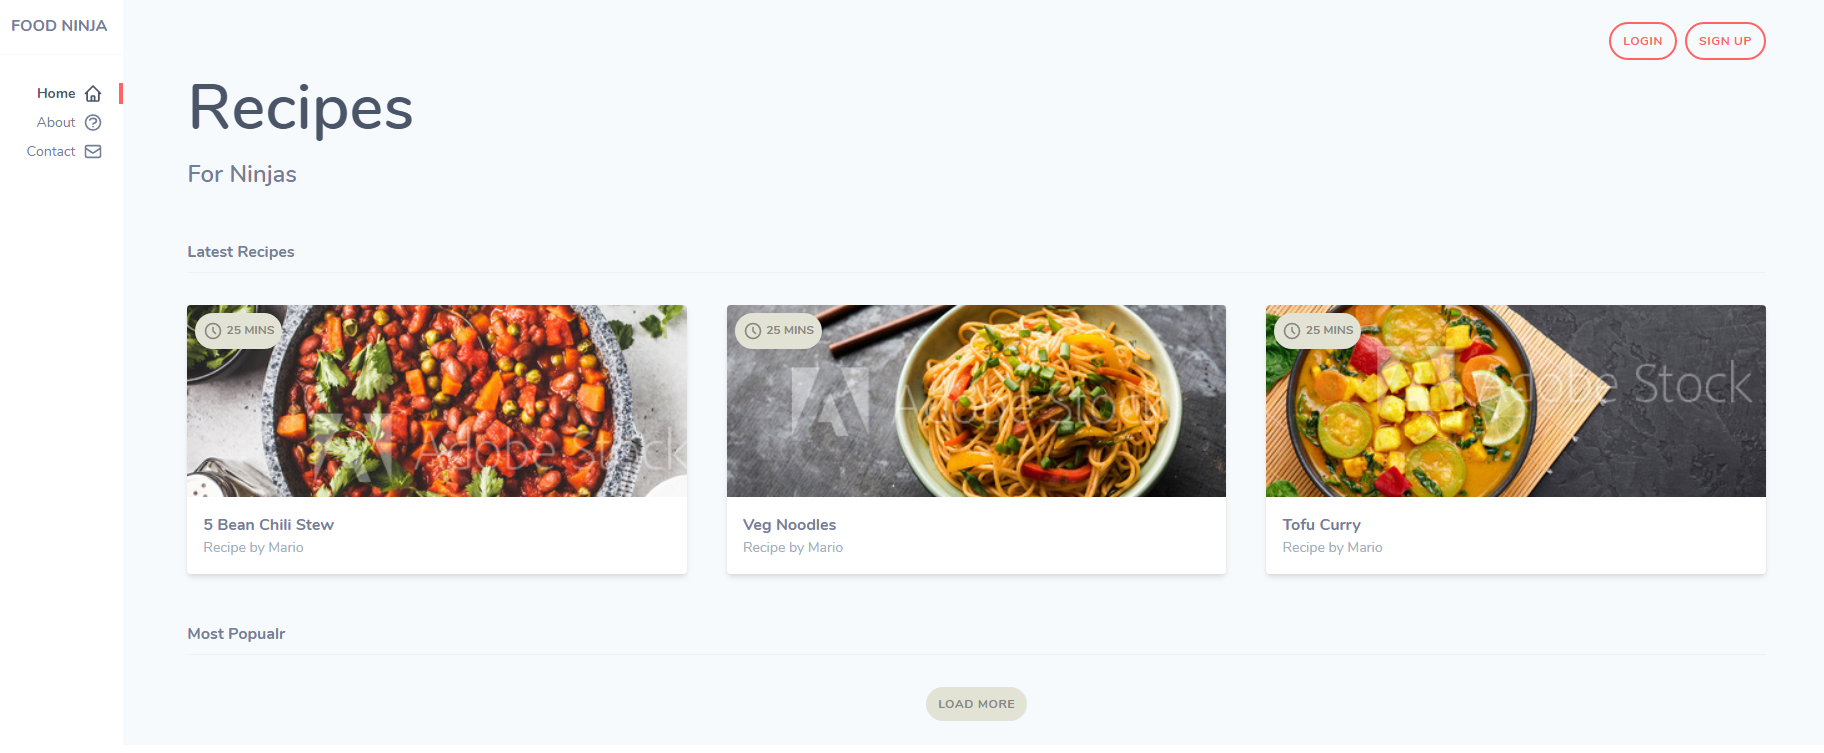 FOOD NINJA
LOGIN
SIGN UP
Home
About
Contact
Recipes
For Ninjas
Latest Recipes
25 MINS
25 MINS
25 MINS
Adobe Stock
Adobe Stock
Adobe Stock
5 Bean Chili Stew
Recipe by Mario
Veg Noodles
Recipe by Mario
Tofu Curry
Recipe by Mario
Most Popualr
LOAD MORE